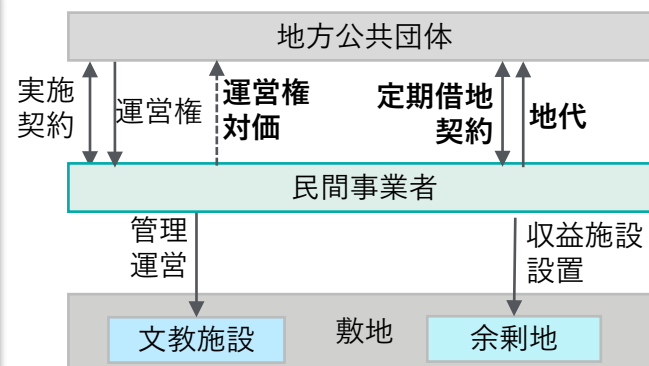 地方公共団体
実施
契約
運営権
運営権
対価
定期借地
契約
地代
民間事業者
管理
運営
収益施設
設置
文教施設
敷地
余剰地